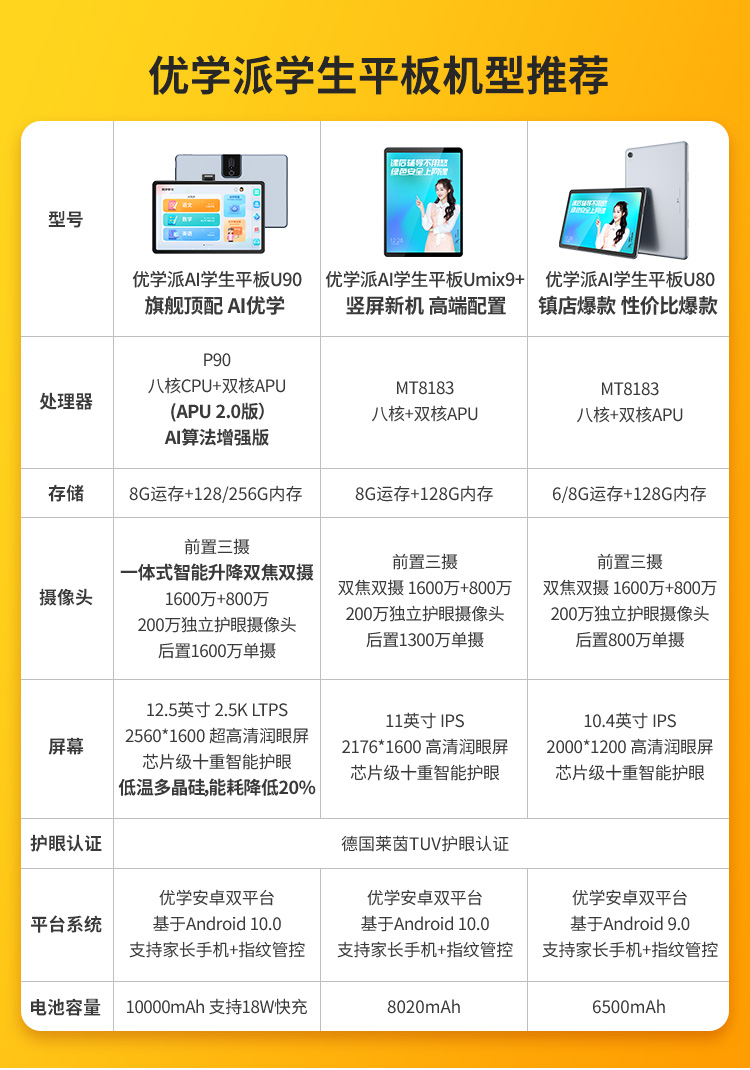 优学派学生平板机型推荐
型号
课后辅导不用愁
绿色安全上网课
优学派AI学生平板U90
旗舰顶配 AI优学
优学派AI学生平板Umix9+
竖屏新机 高端配置
优学派AI学生平板U80
镇店爆款 性价比爆款
处理器
P90
八核CPU+双核APU
(APU 2.0版）
AI算法增强版
MT8183
八核+双核APU
MT8183
八核+双核APU
存储
8G运存+128/256G内存
8G运存+128G内存
6/8G运存+128G内存
摄像头
前置三摄
一体式智能升降双焦双摄
1600万+800万
200万独立护眼摄像头
后置1600万单摄
前置三摄
双焦双摄 1600万+800万
200万独立护眼摄像头
后置1300万单摄
前置三摄
双焦双摄 1600万+800万
200万独立护眼摄像头
后置800万单摄
屏幕
12.5英寸 2.5K LTPS
2560*1600 超高清润眼屏
芯片级十重智能护眼
低温多晶硅,能耗降低20%
11英寸 IPS
2176*1600 高清润眼屏
芯片级十重智能护眼
10.4英寸 IPS
2000*1200 高清润眼屏
芯片级十重智能护眼
护眼认证
德国莱茵TUV护眼认证
平台系统
优学安卓双平台
基于Android 10.0
支持家长手机+指纹管控
优学安卓双平台
基于Android 10.0
支持家长手机+指纹管控
优学安卓双平台
基于Android 9.0
支持家长手机+指纹管控
电池容量
10000mAh 支持18W快充
8020mAh
6500mAh